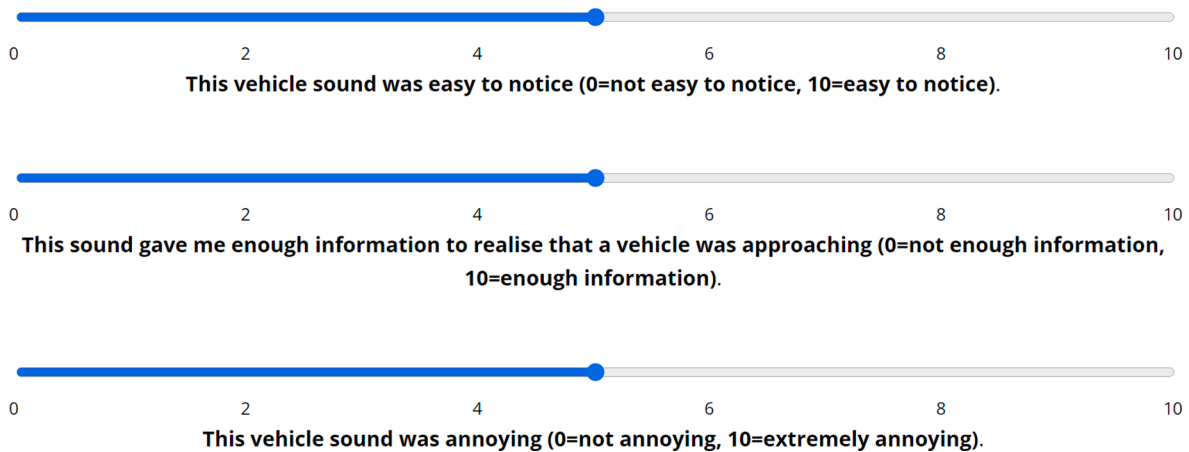 0 2 4 6 8 10
This vehicle sound was easy to notice (0=not easy to notice, 10=easy to notice).
0 2 4 6 8 10
This sound gave me enough information to realise that a vehicle was approaching (0=not enough information,
10=enough information).
0 2 4 6 8 10
This vehicle sound was annoying (0=not annoying, 10=extremely annoying).